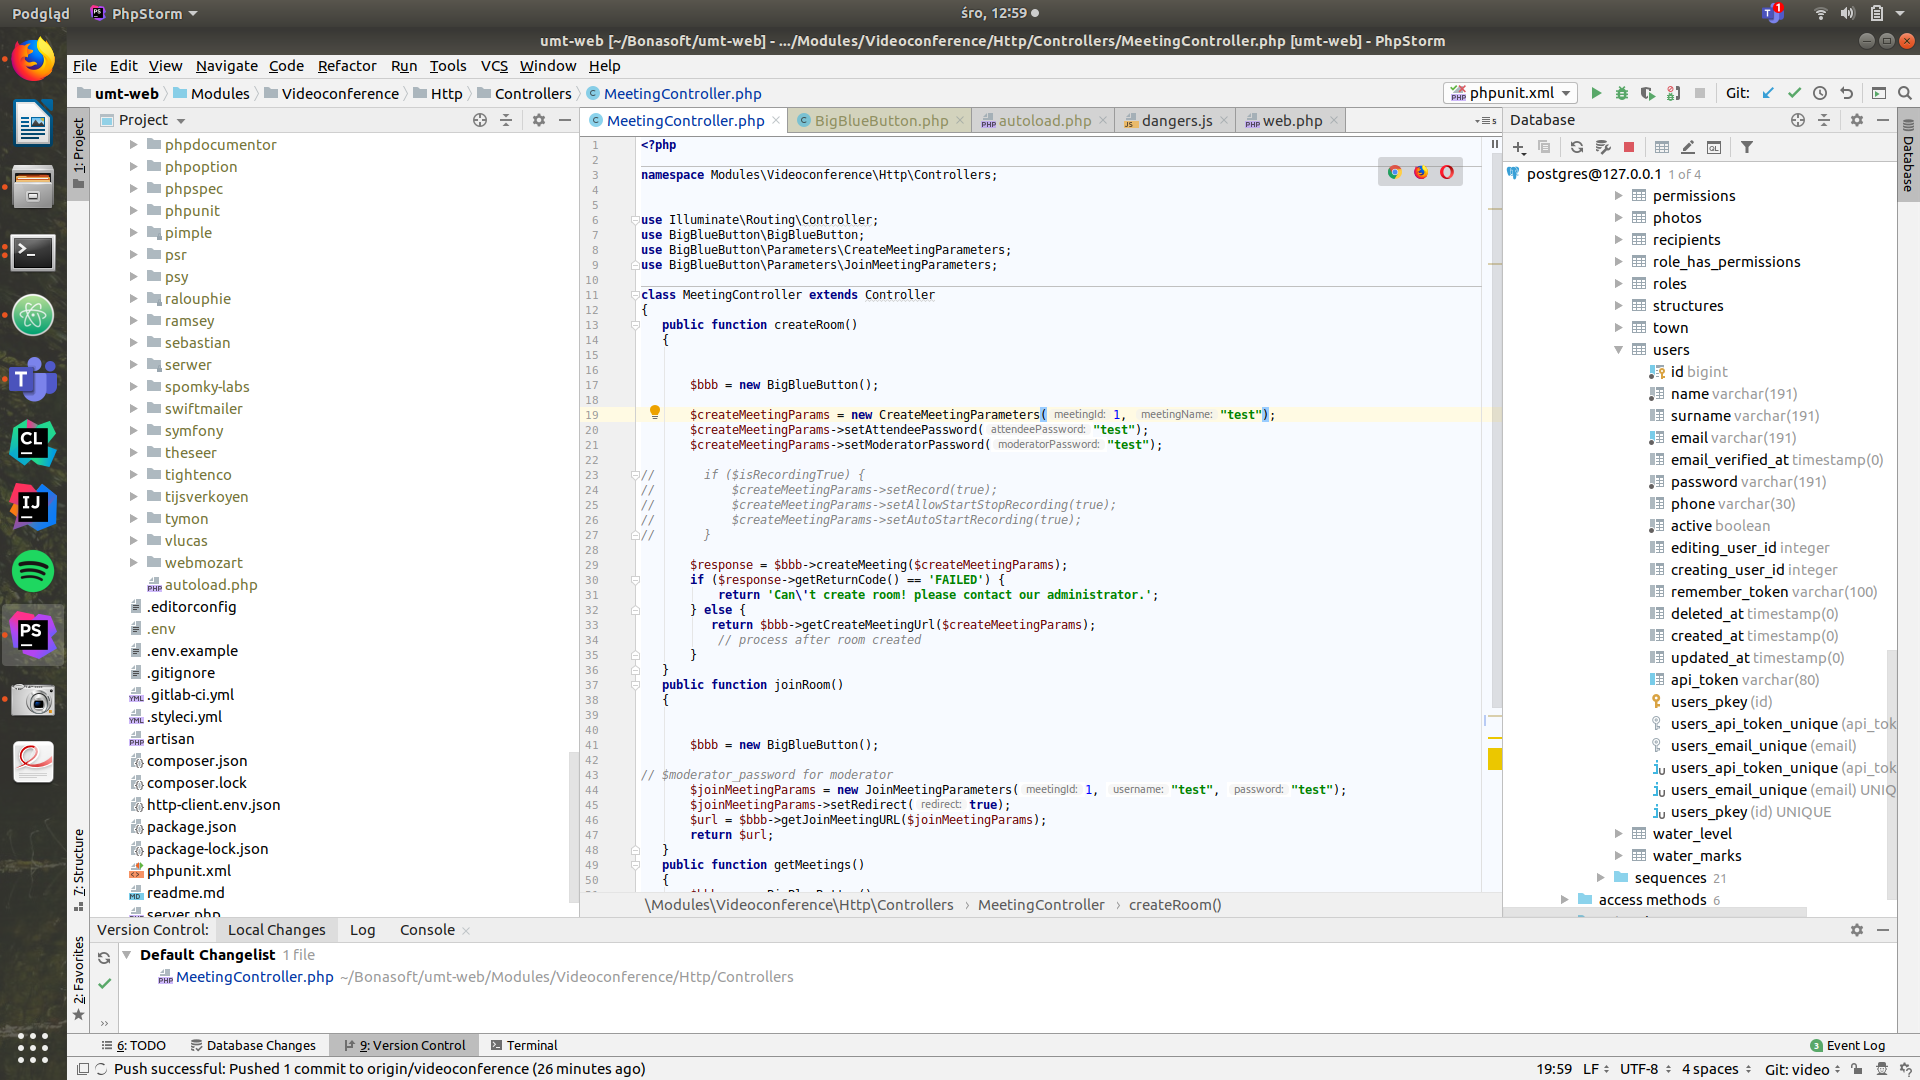 Podgląd
PhpStorm
śro, 12:59
1
umt-web [~/Bonasoft/umt-web] - .../Modules/Videoconference/Http/Controllers/MeetingController.php [umt-web] - PhpStorm
File Edit View Navigate Code Refactor Run Tools VCS Window Help
umt-web Modules Videoconference Http Controllers MeetingController.php
phpunit.xml
Git:
1: Project
7: Structure
2: Favorites
Project
phpdocumentor
phpoption
phpspec
phpunit
pimple
psr
psy
ralouphie
ramsey
sebastian
serwer
spomky-labs
swiftmailer
symfony
theseer
tightenco
tijsverkoyen
tymon
vlucas
webmozart
autoload.php
.editorconfig
.env
.env.example
.gitignore
.gitlab-ci.yml
.styleci.yml
artisan
composer.json
composer.lock
http-client.env.json
package.json
package-lock.json
phpunit.xml
readme.md
server.php
MeetingController.php BigBlueButton.php autoload.php dangers.js web.php
1 <?php
2
3 namespace Modules\Videoconference\Http\Controllers;
4
5
6 use Illuminate\Routing\Controller;
7 use BigBlueButton\BigBlueButton;
8 use BigBlueButton\Parameters\CreateMeetingParameters;
9 use BigBlueButton\Parameters\JoinMeetingParameters;
10
11 class MeetingController extends Controller
12 {
13 public function createRoom()
14 {
15
16
17 $bbb = new BigBlueButton();
18
19 $createMeetingParams = new CreateMeetingParameters( meetingId: 1, meetingName: "test");
20 $createMeetingParams->setAttendeePassword( attendeePassword: "test");
21 $createMeetingParams->setModeratorPassword( moderatorPassword: "test");
22
23 // if ($isRecordingTrue) {
24 // $createMeetingParams->setRecord(true);
25 // $createMeetingParams->setAllowStartStopRecording(true);
26 // $createMeetingParams->setAutoStartRecording(true);
27 // }
28
29 $response = $bbb->createMeeting($createMeetingParams);
30 if ($response->getReturnCode() == 'FAILED') {
31 return 'Can\'t create room! please contact our administrator.';
32 } else {
33 return $bbb->getCreateMeetingUrl($createMeetingParams);
34 // process after room created
35 }
36 }
37 public function joinRoom()
38 {
39
40
41 $bbb = new BigBlueButton();
42
43 // $moderator_password for moderator
44 $joinMeetingParams = new JoinMeetingParameters( meetingId: 1, username: "test", password: "test");
45 $joinMeetingParams->setRedirect( redirect: true);
46 $url = $bbb->getJoinMeetingURL($joinMeetingParams);
47 return $url;
48 }
49 public function getMeetings()
50 {
\Modules\Videoconference\Http\Controllers › MeetingController › createRoom()
Database
Database
postgres@127.0.0.1 1 of 4
permissions
photos
recipients
role_has_permissions
roles
structures
town
users
id bigint
name varchar(191)
surname varchar(191)
email varchar(191)
email_verified_at timestamp(0)
password varchar(191)
phone varchar(30)
active boolean
editing_user_id integer
creating_user_id integer
remember_token varchar(100)
deleted_at timestamp(0)
created_at timestamp(0)
updated_at timestamp(0)
api_token varchar(80)
users_pkey (id)
users_api_token_unique (api_tok
users_email_unique (email)
users_api_token_unique (api_tok
users_email_unique (email) UNIQ
users_pkey (id) UNIQUE
water_level
water_marks
sequences 21
access methods 6
Version Control: Local Changes Log Console
Default Changelist 1 file
MeetingController.php ~/Bonasoft/umt-web/Modules/Videoconference/Http/Controllers
6: TODO Database Changes 9: Version Control Terminal
3 Event Log
Push successful: Pushed 1 commit to origin/videoconference (26 minutes ago)
19:59 LF UTF-8 4 spaces Git: video